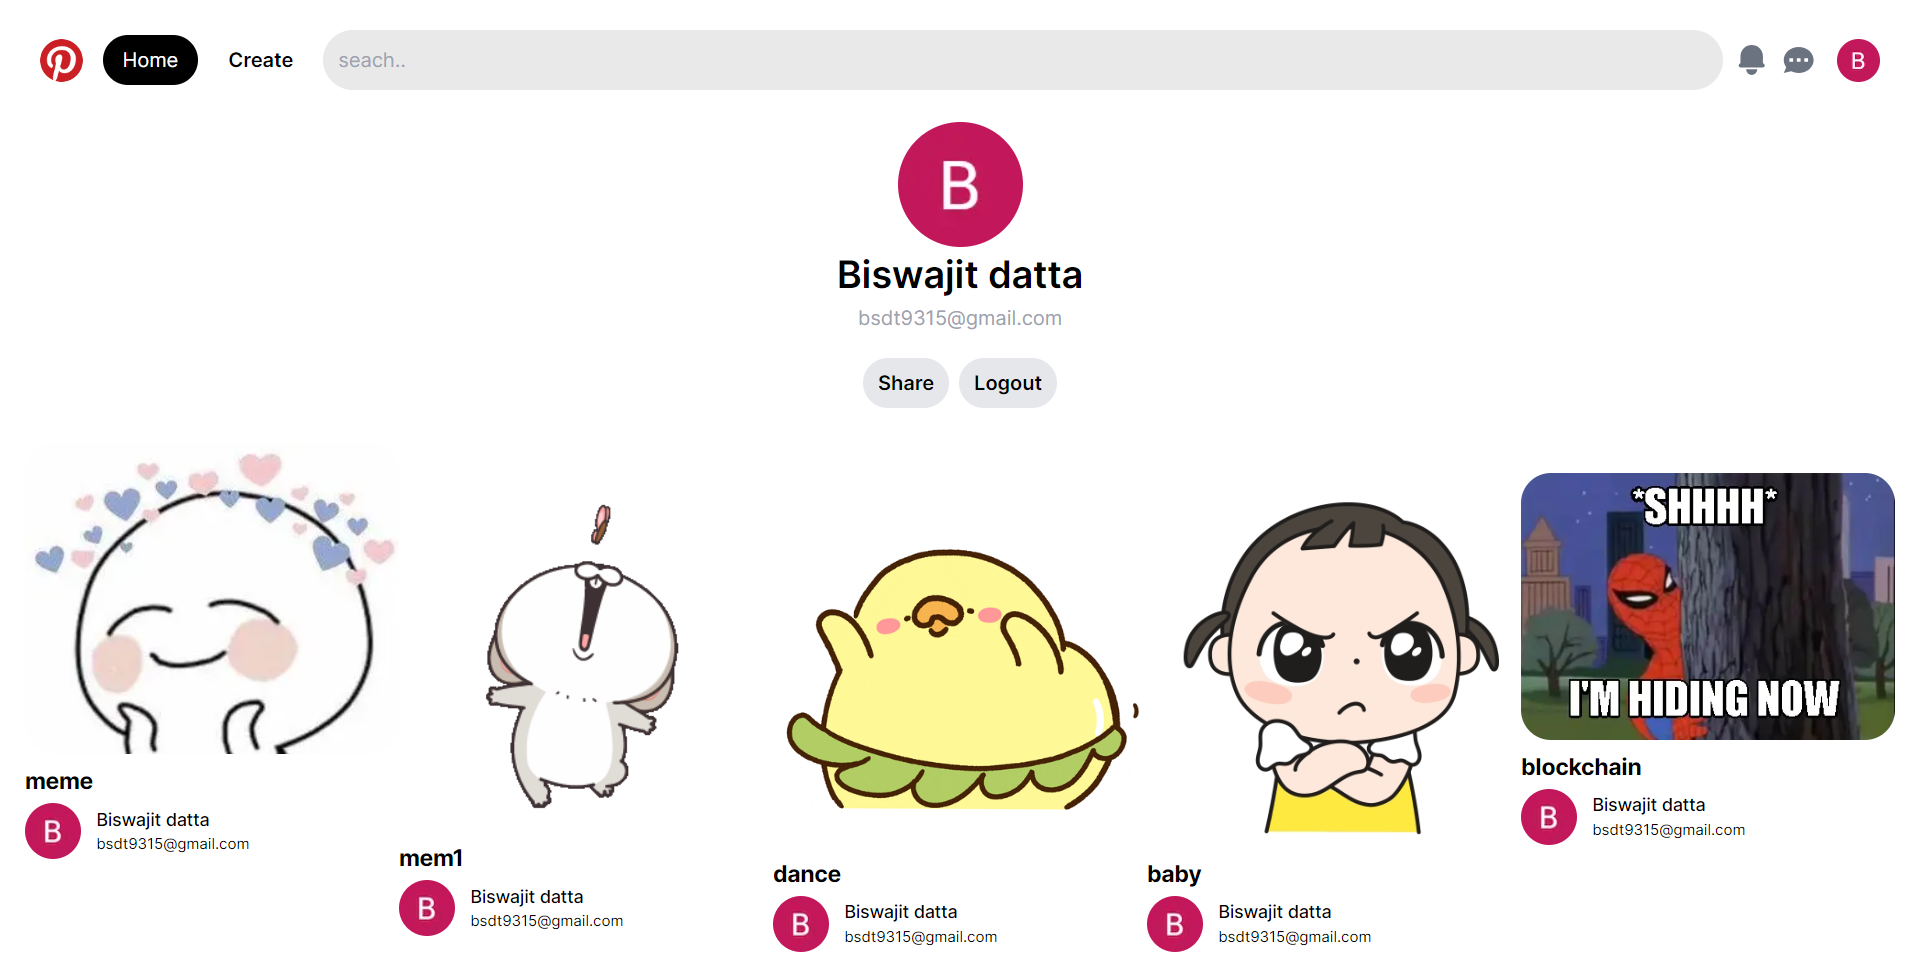 Home
Create
seach..
B
B
Biswajit datta
bsdt9315@gmail.com
Share
Logout
meme
B
Biswajit datta
bsdt9315@gmail.com
mem1
B
Biswajit datta
bsdt9315@gmail.com
dance
B
Biswajit datta
bsdt9315@gmail.com
baby
B
Biswajit datta
bsdt9315@gmail.com
*SHHHH*
I'M HIDING NOW
blockchain
B
Biswajit datta
bsdt9315@gmail.com